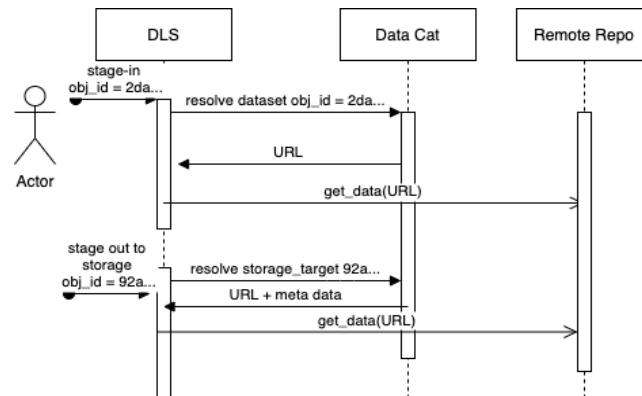 DLS
Data Cat
Remote Repo
stage-in
obj_id = 2da...
resolve dataset obj_id = 2da...
URL
Actor
get_data(URL)
stage out to
storage
obj_id = 92a...
resolve storage_target 92a...
URL + meta data
get_data(URL)